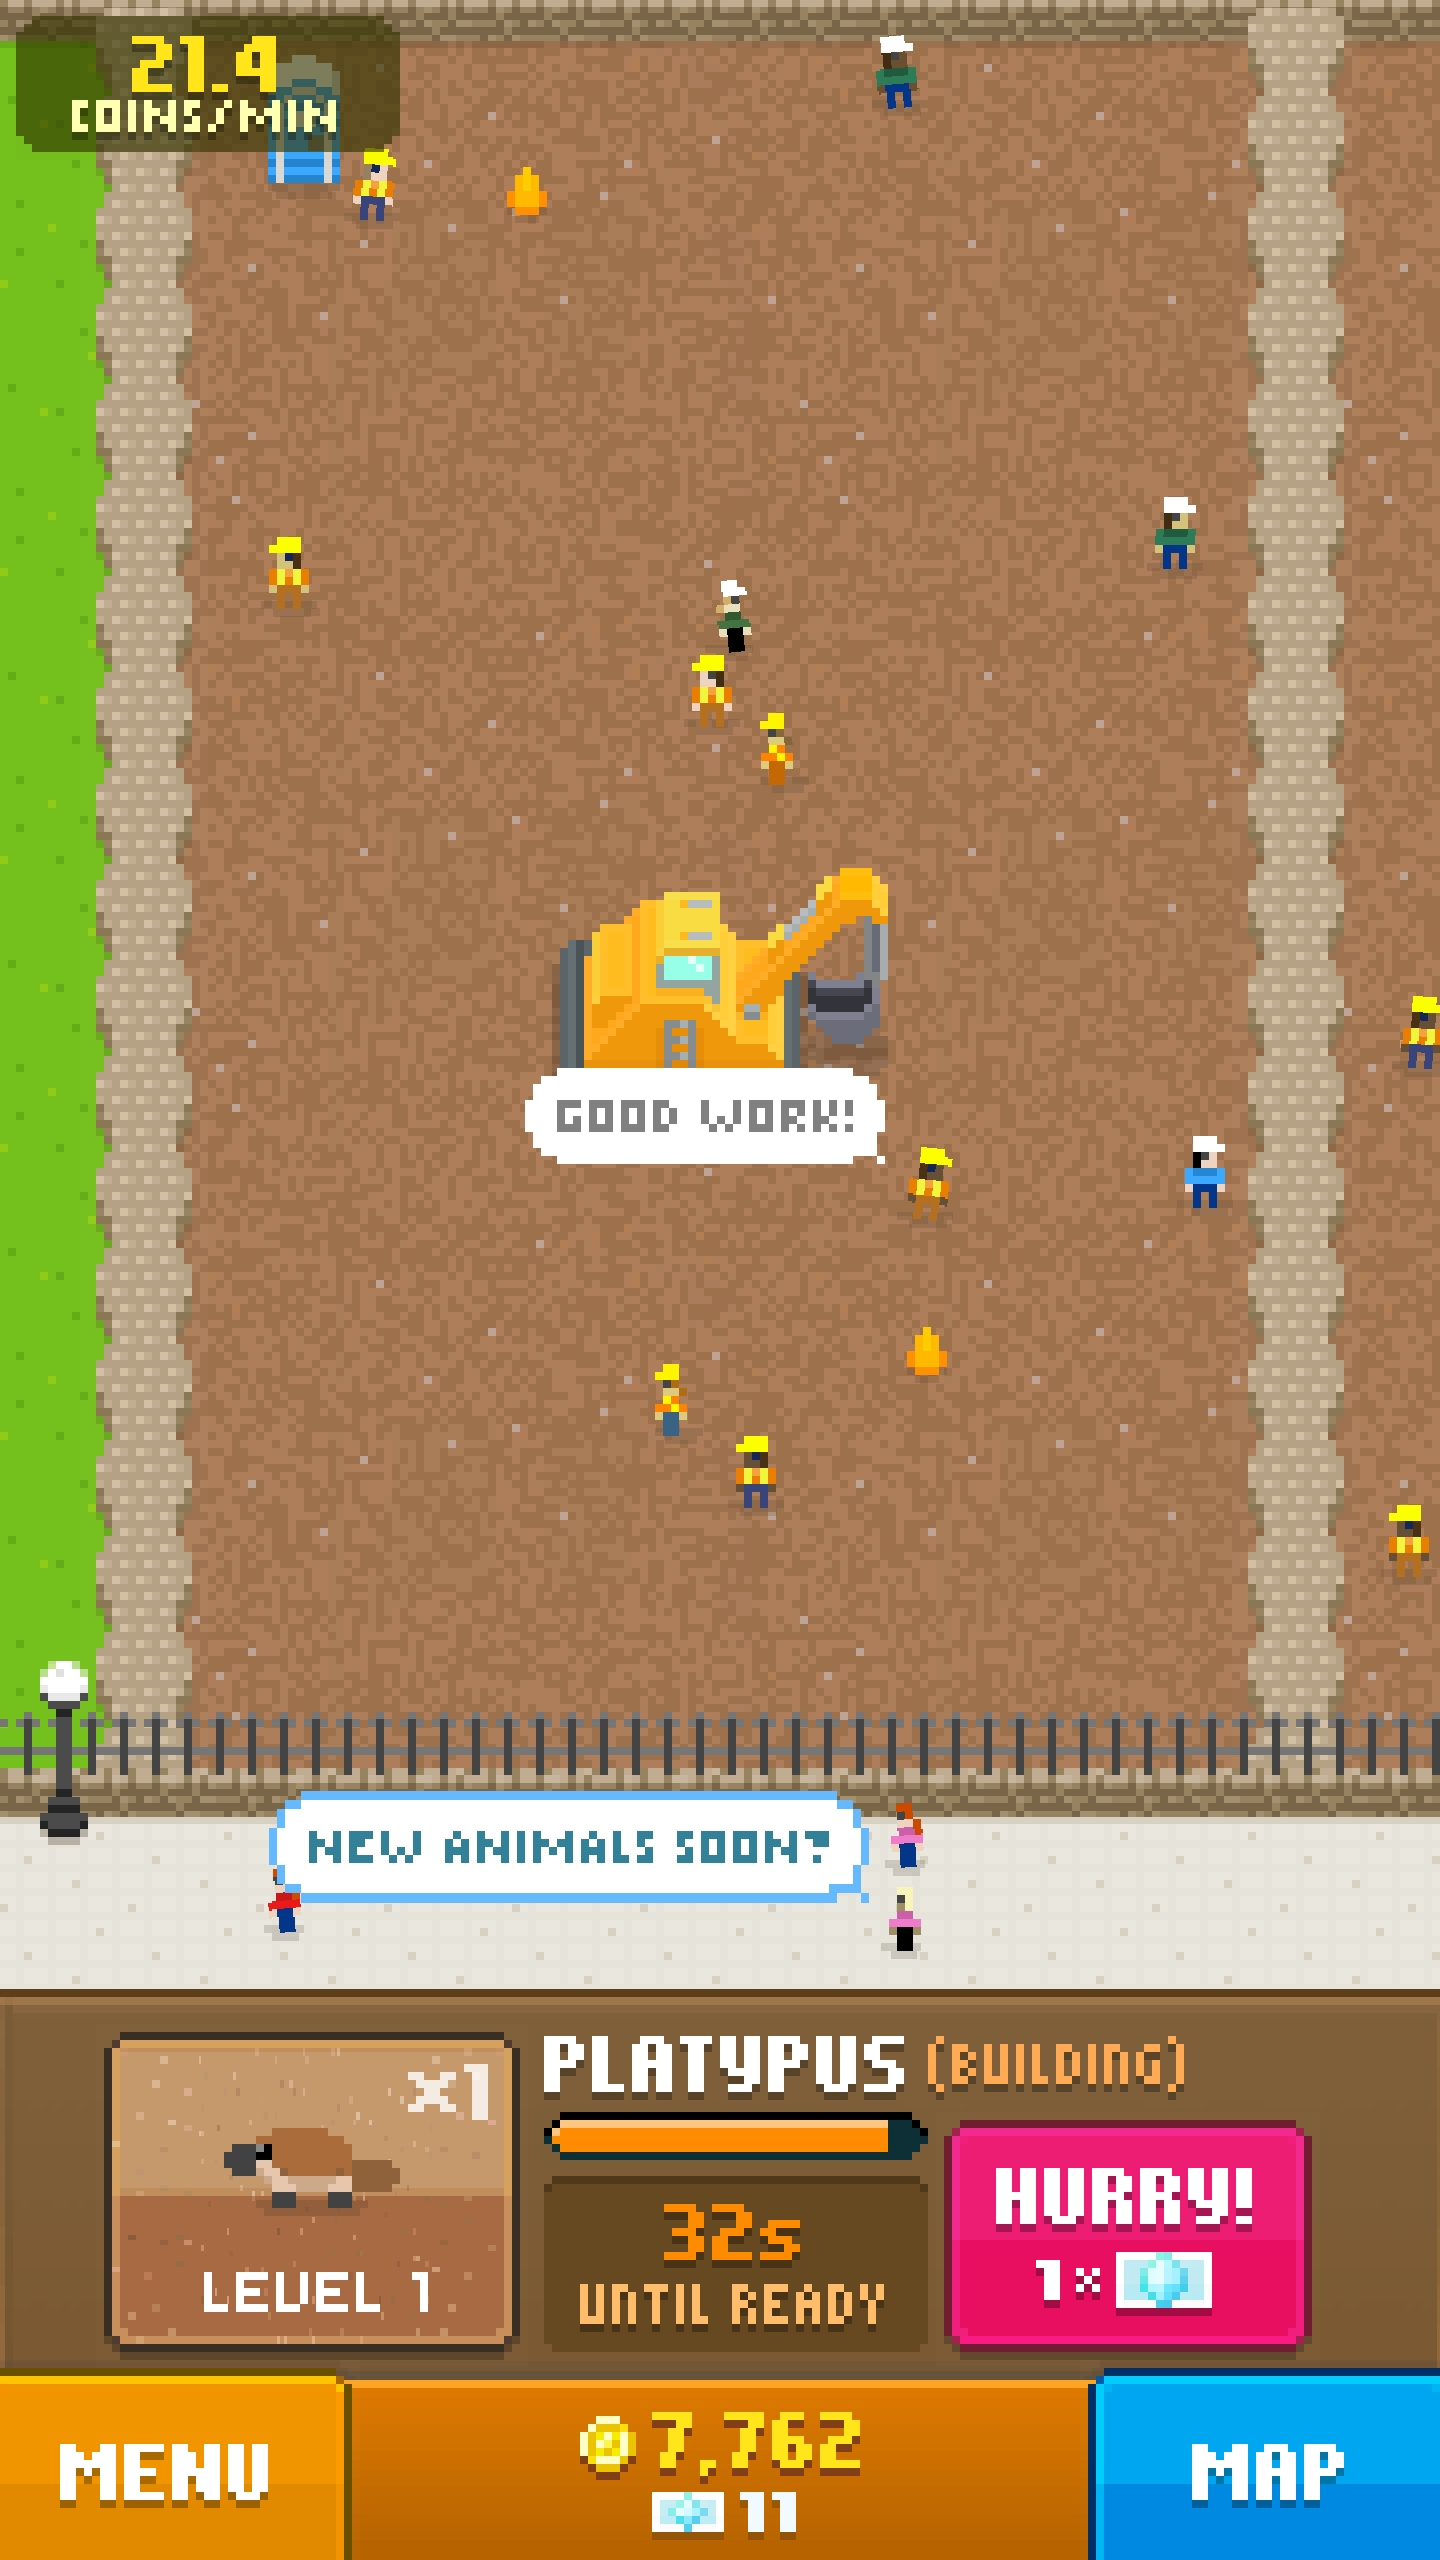 21.4
COINS/MIN
GOOD WORK!
NEW ANIMALS SOON?
x1
LEVEL 1
PLATYPUS (BUILDING)
32s
UNTIL READY
HURRY!
1x
MENU
7,762
11
MAP